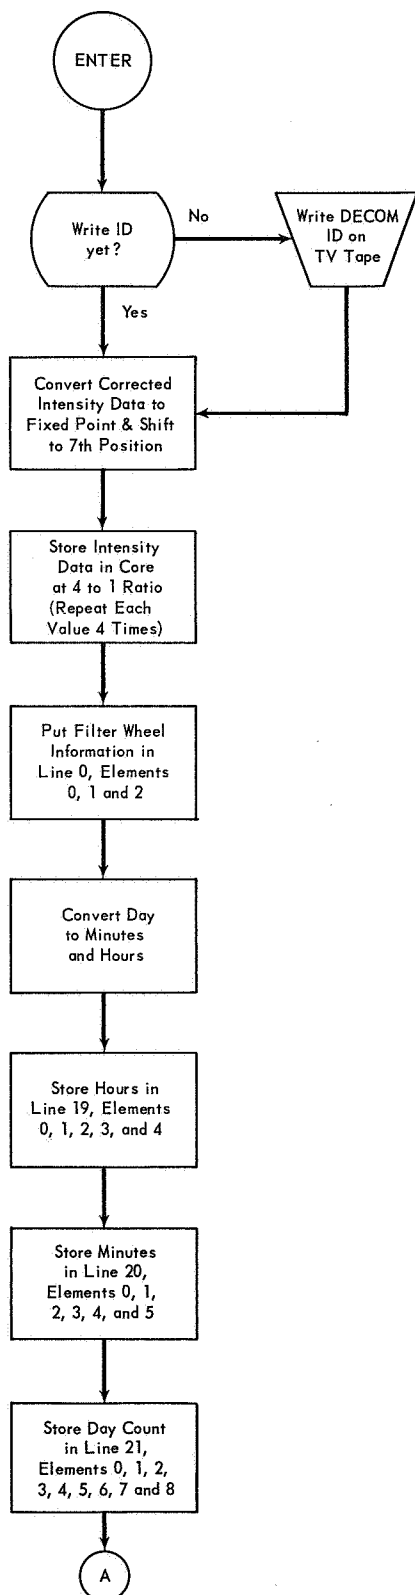 ENTER
Write ID
yet?
No
Write DECOM
ID on
TV Tape
Yes
Convert Corrected
Intensity Data to
Fixed Point & Shift
to 7th Position
Store Intensity
Data in Core
at 4 to 1 Ratio
(Repeat Each
Value 4 Times)
Put Filter Wheel
Information in
Line 0, Elements
0, 1 and 2
Convert Day
to Minutes
and Hours
Store Hours in
Line 19, Elements
0, 1, 2, 3, and 4
Store Minutes
in Line 20,
Elements 0, 1,
2, 3, 4, and 5
Store Day Count
in Line 21,
Elements 0, 1, 2,
3, 4, 5, 6, 7 and 8
A